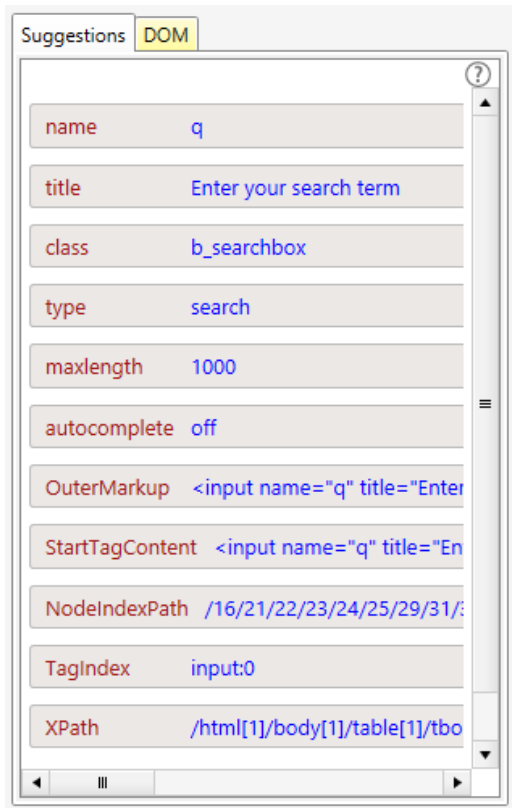 Suggestions DOM
?
name q
title Enter your search term
class b_searchbox
type search
maxlength 1000
autocomplete off
OuterMarkup <input name="q" title="Enter
StartTagContent <input name="q" title="En
NodeIndexPath /16/21/22/23/24/25/29/31/
TagIndex input:0
XPath /html[1]/body[1]/table[1]/tbo